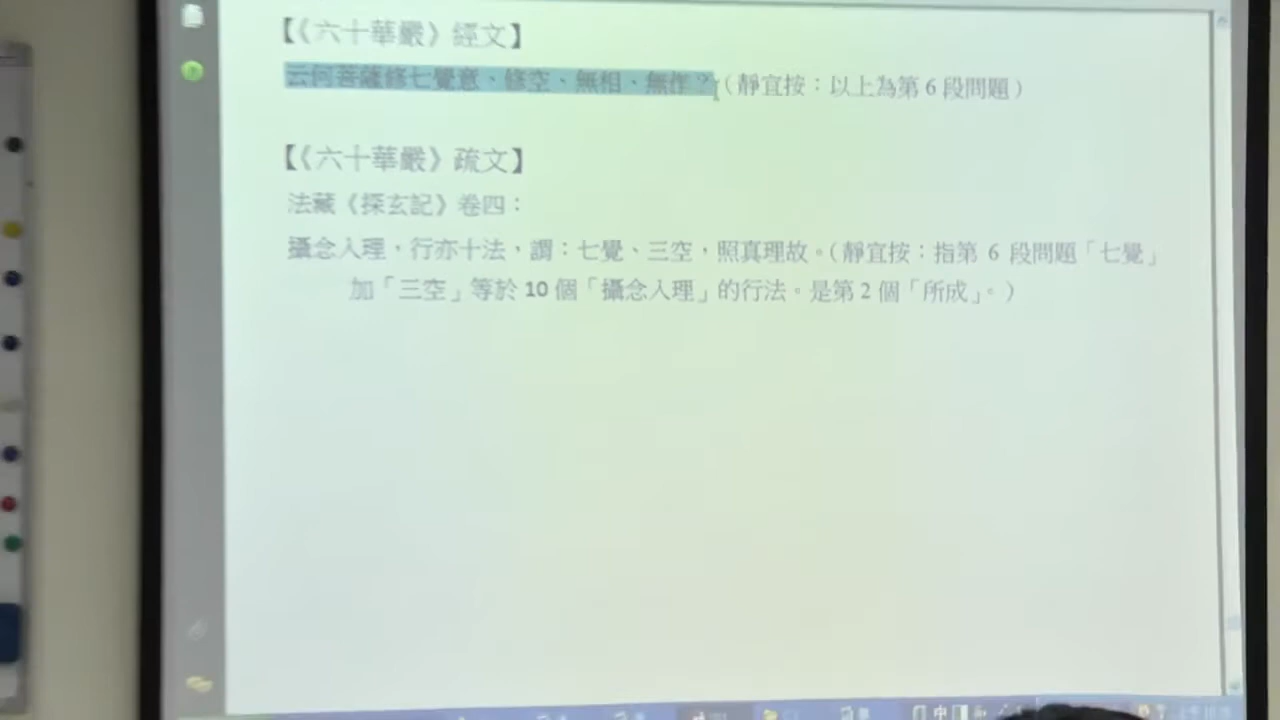 【《六十華嚴》經文】
云何菩薩修七覺意、修空、無相、無作？（靜宜按：以上為第 6 段問題）
【《六十華嚴》疏文】
法藏《探玄記》卷四：
攝念入理，行亦十法，謂：七覺、三空，照真理故。（靜宜按：指第 6 段問題「七覺」
加「三空」等於 10 個「攝念入理」的行法。是第 2 個「所成」。）
中